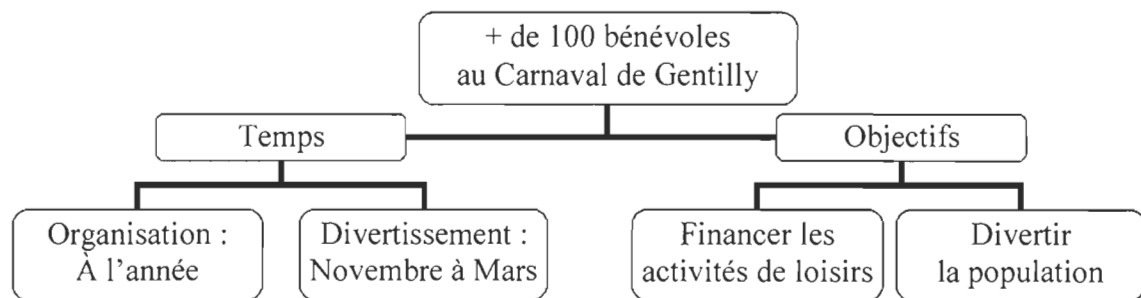 + de 100 bénévoles
au Carnaval de Gentilly
Temps
Objectifs
Organisation :
À l'année
Divertissement :
Novembre à Mars
Financer les
activités de loisirs
Divertir
la population